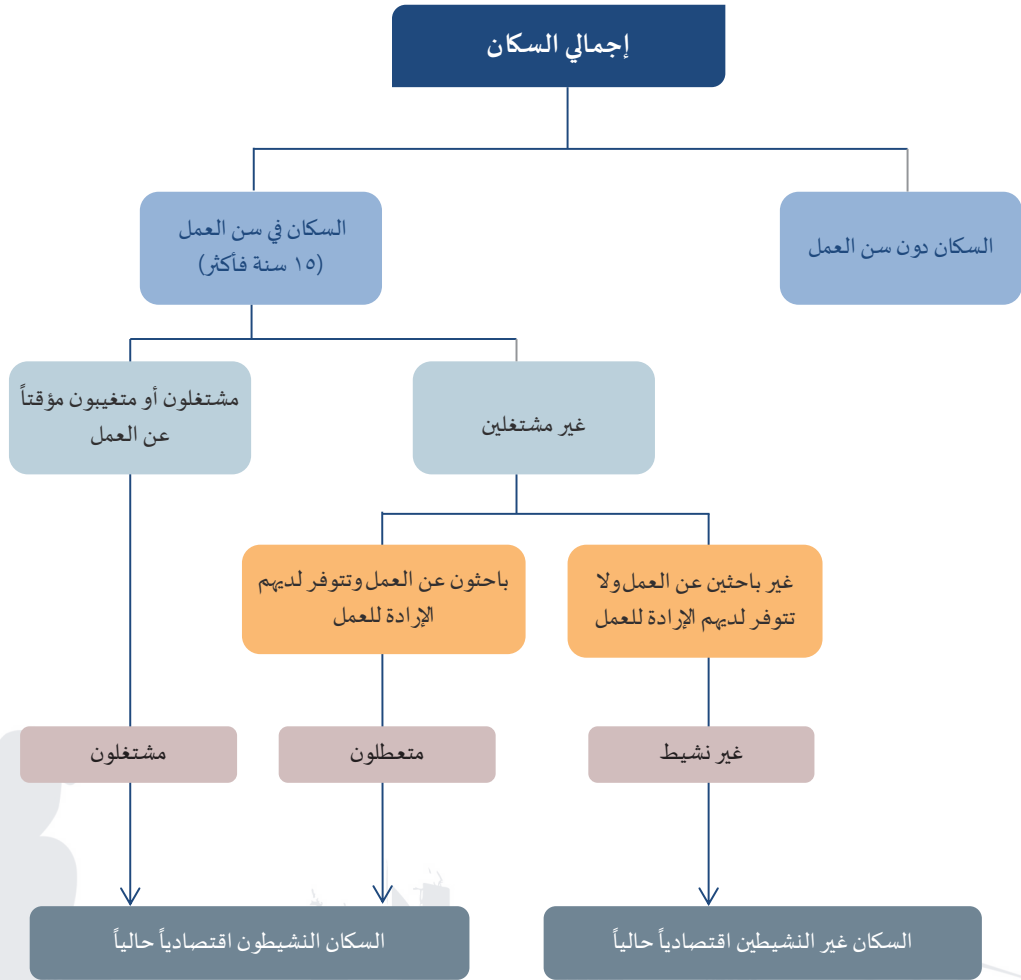 إجمالي السكان
السكان دون سن العمل
السكان في سن العمل
(١٥ سنة فأكثر)
غير مشتغلين
مشتغلون أو متغيبون مؤقتاً
عن العمل
غير باحثين عن العمل ولا
تتوفر لديهم الإرادة للعمل
باحثون عن العمل وتتوفر لديهم
الإرادة للعمل
غير نشيط
متعطلون
مشتغلون
السكان غير النشيطين اقتصادياً حالياً
السكان النشيطون اقتصادياً حالياً